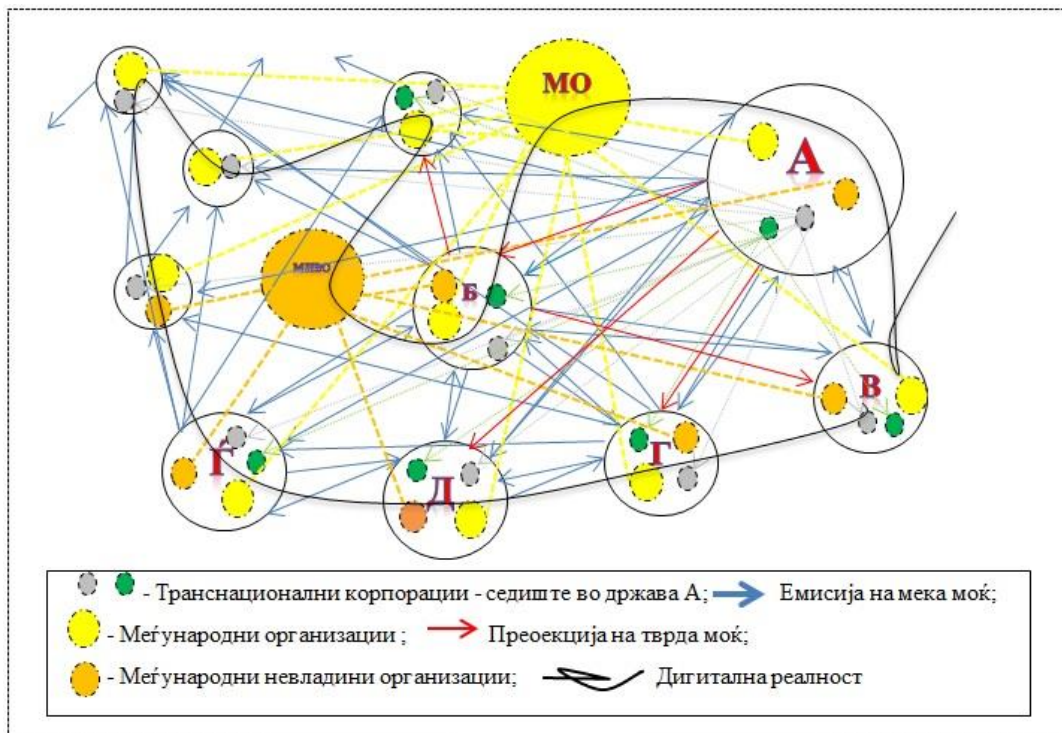 МО
А
МНВО
Б
В
Ѓ
Д
Г
- Транснационални корпорации - седиште во држава А; Емисија на мека моќ;
- Меѓународни организации ; Преоекција на тврда моќ;
- Меѓународни невладини организации; Дигитална реалност